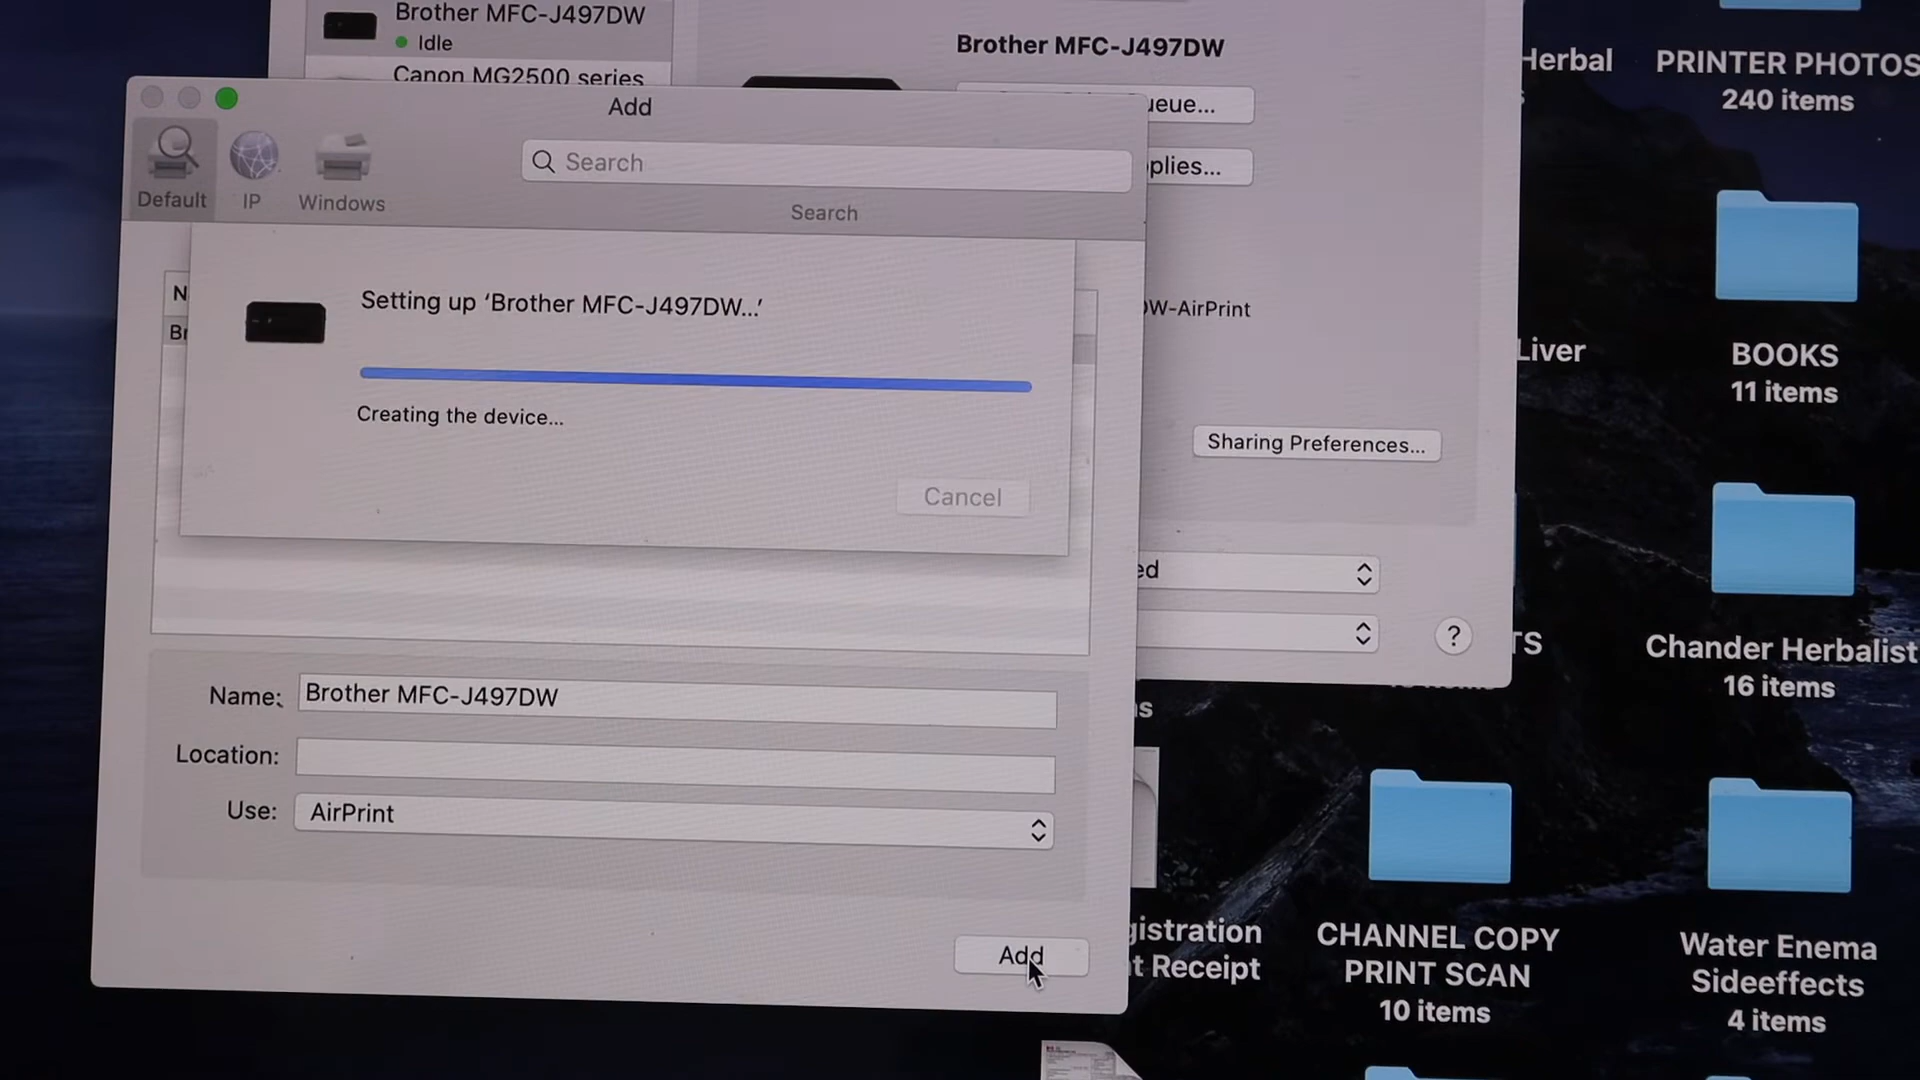 Brother MFC-J497DW
Idle
Canon MG2500 series
Brother MFC-J497DW
ueue...
plies...
W-AirPrint
Sharing Preferences...
ed
?
Add
Default
IP
Windows
Search
Search
N
Br
Setting up ‘Brother MFC-J497DW...’
Creating the device...
Cancel
Name:
Brother MFC-J497DW
Location:
Use:
AirPrint
Add
Herbal
PRINTER PHOTOS
240 items
Liver
BOOKS
11 items
TS
Chander Herbalist
16 items
gistration
t Receipt
CHANNEL COPY
PRINT SCAN
10 items
Water Enema
Sideeffects
4 items